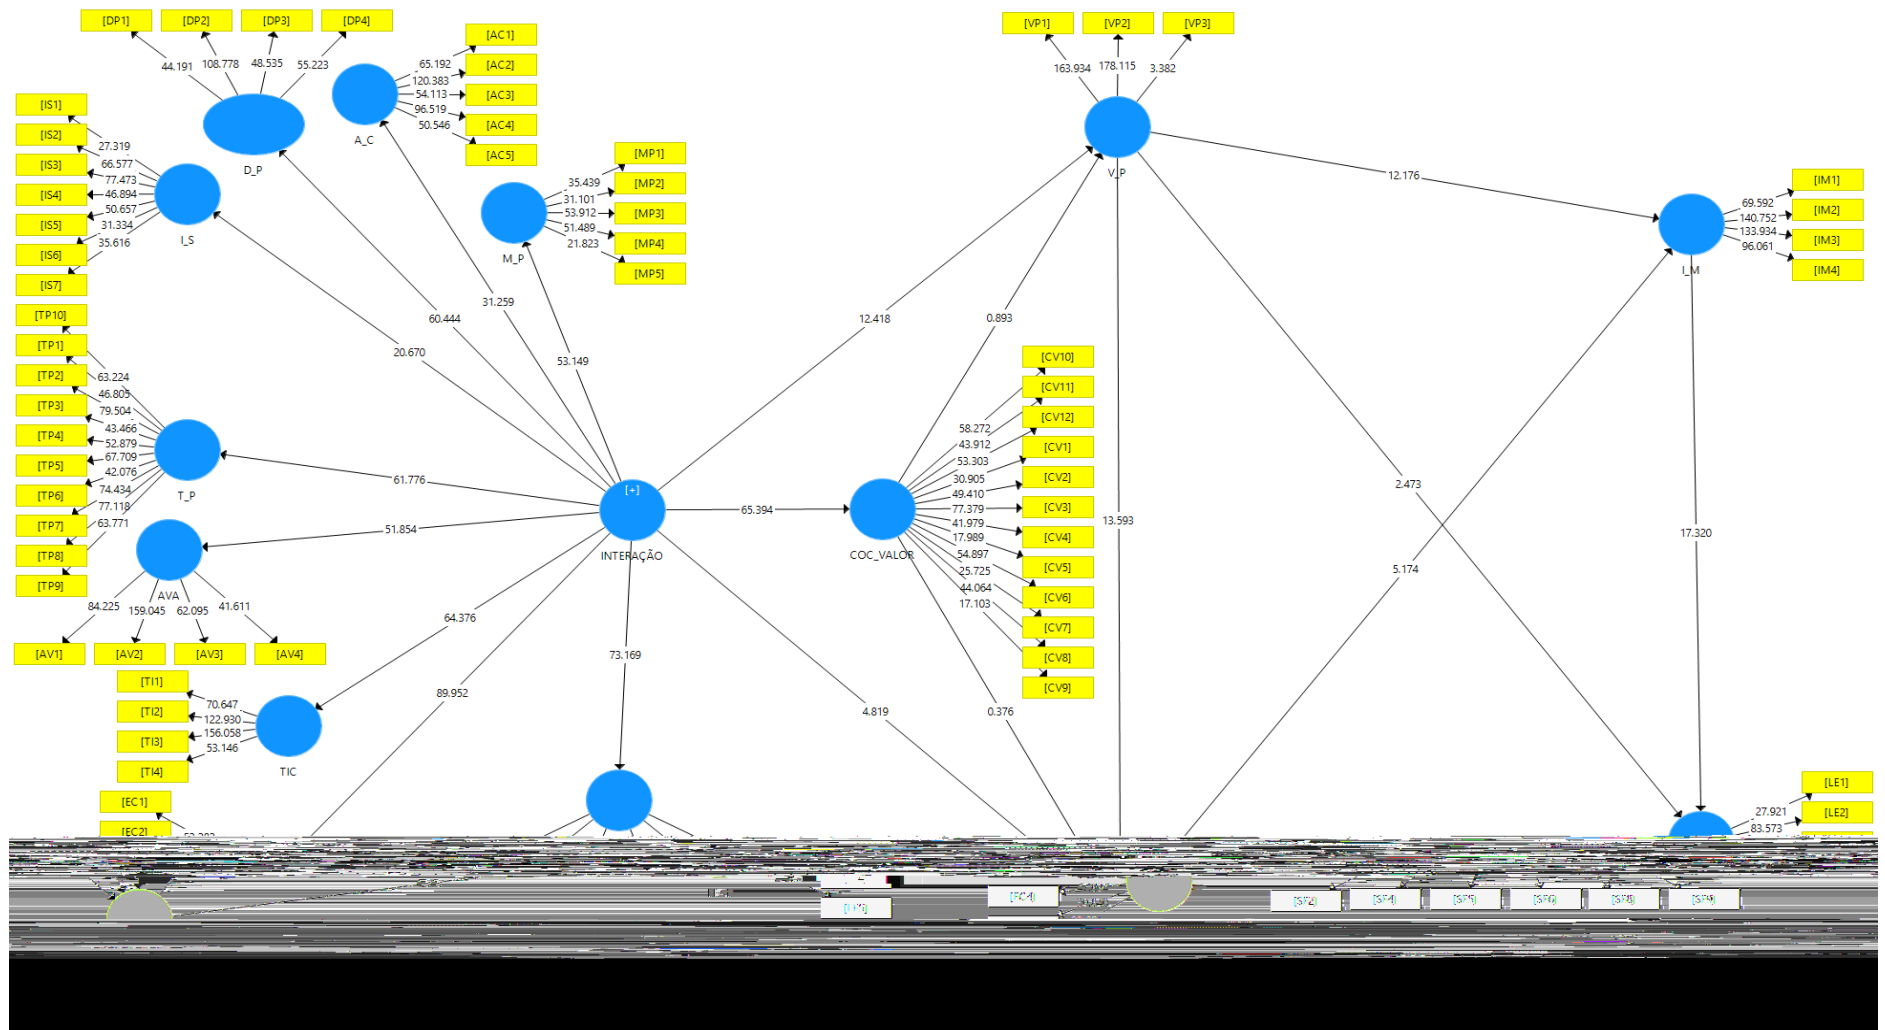 [DP1] [DP2] [DP3] [DP4]
44.191 108.778 48.535 55.223
D_P
[AC1]
[AC2]
[AC3]
[AC4]
[AC5]
65.192
120.383
54.113
96.519
50.546
A_C
[VP1] [VP2] [VP3]
163.934 178.115 3.382
V_P
[IS1]
[IS2]
[IS3]
[IS4]
[IS5]
[IS6]
[IS7]
27.319
66.577
77.473
46.894
50.657
31.334
35.616
I_S
[MP1]
[MP2]
[MP3]
[MP4]
[MP5]
35.439
31.101
53.912
51.489
21.823
M_P
[IM1]
[IM2]
[IM3]
[IM4]
69.592
140.752
133.934
96.061
I_M
12.176
31.259
60.444
20.670
53.149
12.418
0.893
[TP10]
[TP1]
[TP2]
[TP3]
[TP4]
[TP5]
[TP6]
[TP7]
[TP8]
[TP9]
63.224
46.805
79.504
43.466
52.879
67.709
42.076
74.434
77.118
63.771
T_P
[CV10]
[CV11]
[CV12]
[CV1]
[CV2]
[CV3]
[CV4]
[CV5]
[CV6]
[CV7]
[CV8]
[CV9]
58.272
43.912
53.303
30.905
49.410
77.379
41.979
17.989
54.897
25.725
44.064
17.103
COC_VALOR
[+]
INTERAÇÃO
61.776
51.854
65.394
13.593
2.473
17.320
5.174
AVA
84.225 159.045 62.095 41.611
[AV1] [AV2] [AV3] [AV4]
64.376
73.169
89.952
4.819
0.376
[TI1]
[TI2]
[TI3]
[TI4]
70.647
122.930
156.058
53.146
TIC
[EC1]
[EC2]
[LE1]
[LE2]
27.921
83.573